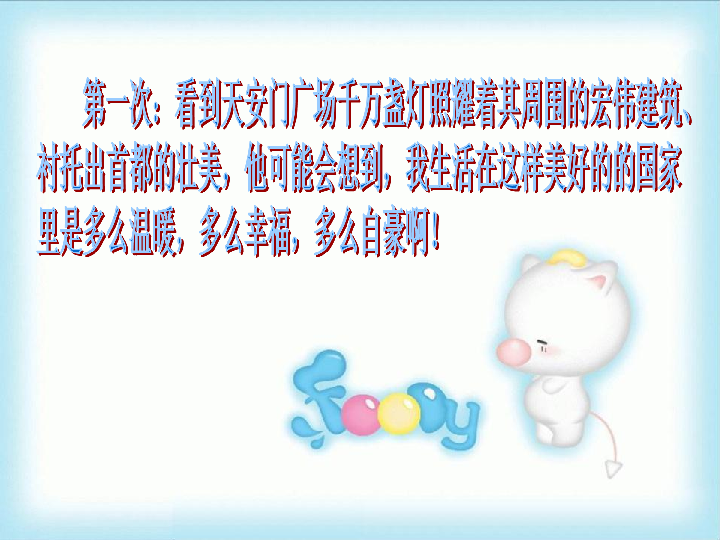 第一次：看到天安门广场千万盏灯照耀着其周围的宏伟建筑、
衬托出首都的壮美，他可能会想到，我生活在这样美好的的国家
里是多么温暖，多么幸福，多么自豪啊！
Foody